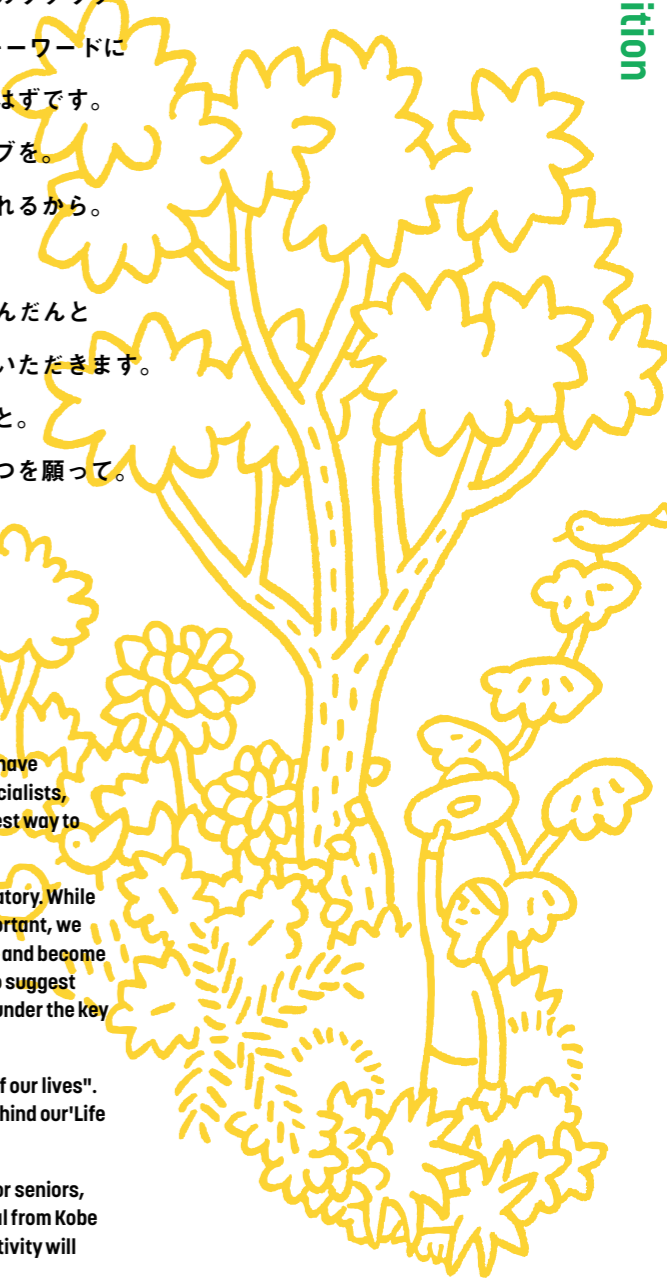 ition
ーワードに
はずです。
ブを。
れるから。
んだんと
いただきます。
と。
つを願って。
have
cialists,
est way to
atory. While
ortant, we
and become
o suggest
under the key
of our lives".
hind our'Life
or seniors,
al from Kobe
tivity will